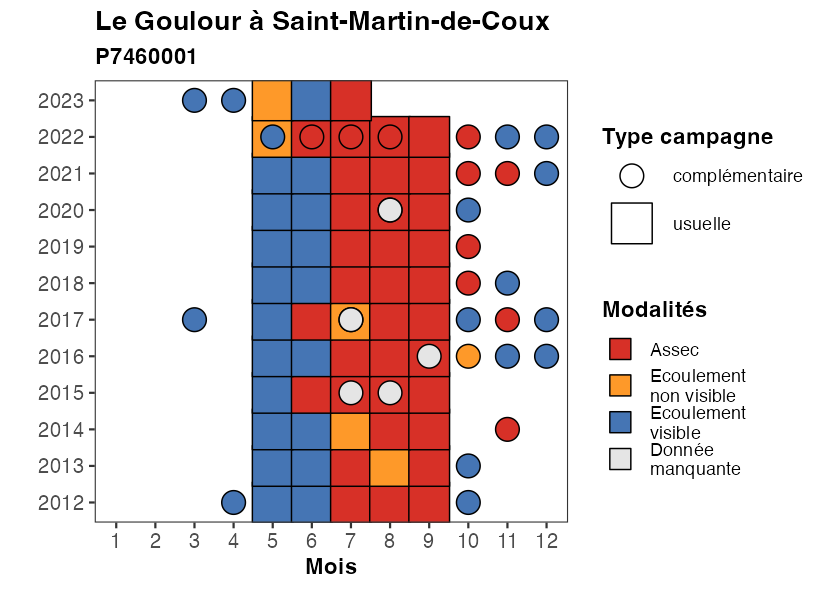 Le Goulour à Saint-Martin-de-Coux
P7460001
2023
2022
2021
2020
2019
2018
2017
2016
2015
2014
2013
2012
1 2 3 4 5 6 7 8 9 10 11 12
Mois
Type campagne
complémentaire
usuelle
Modalités
Assec
Ecoulement
non visible
Ecoulement
visible
Donnée
manquante